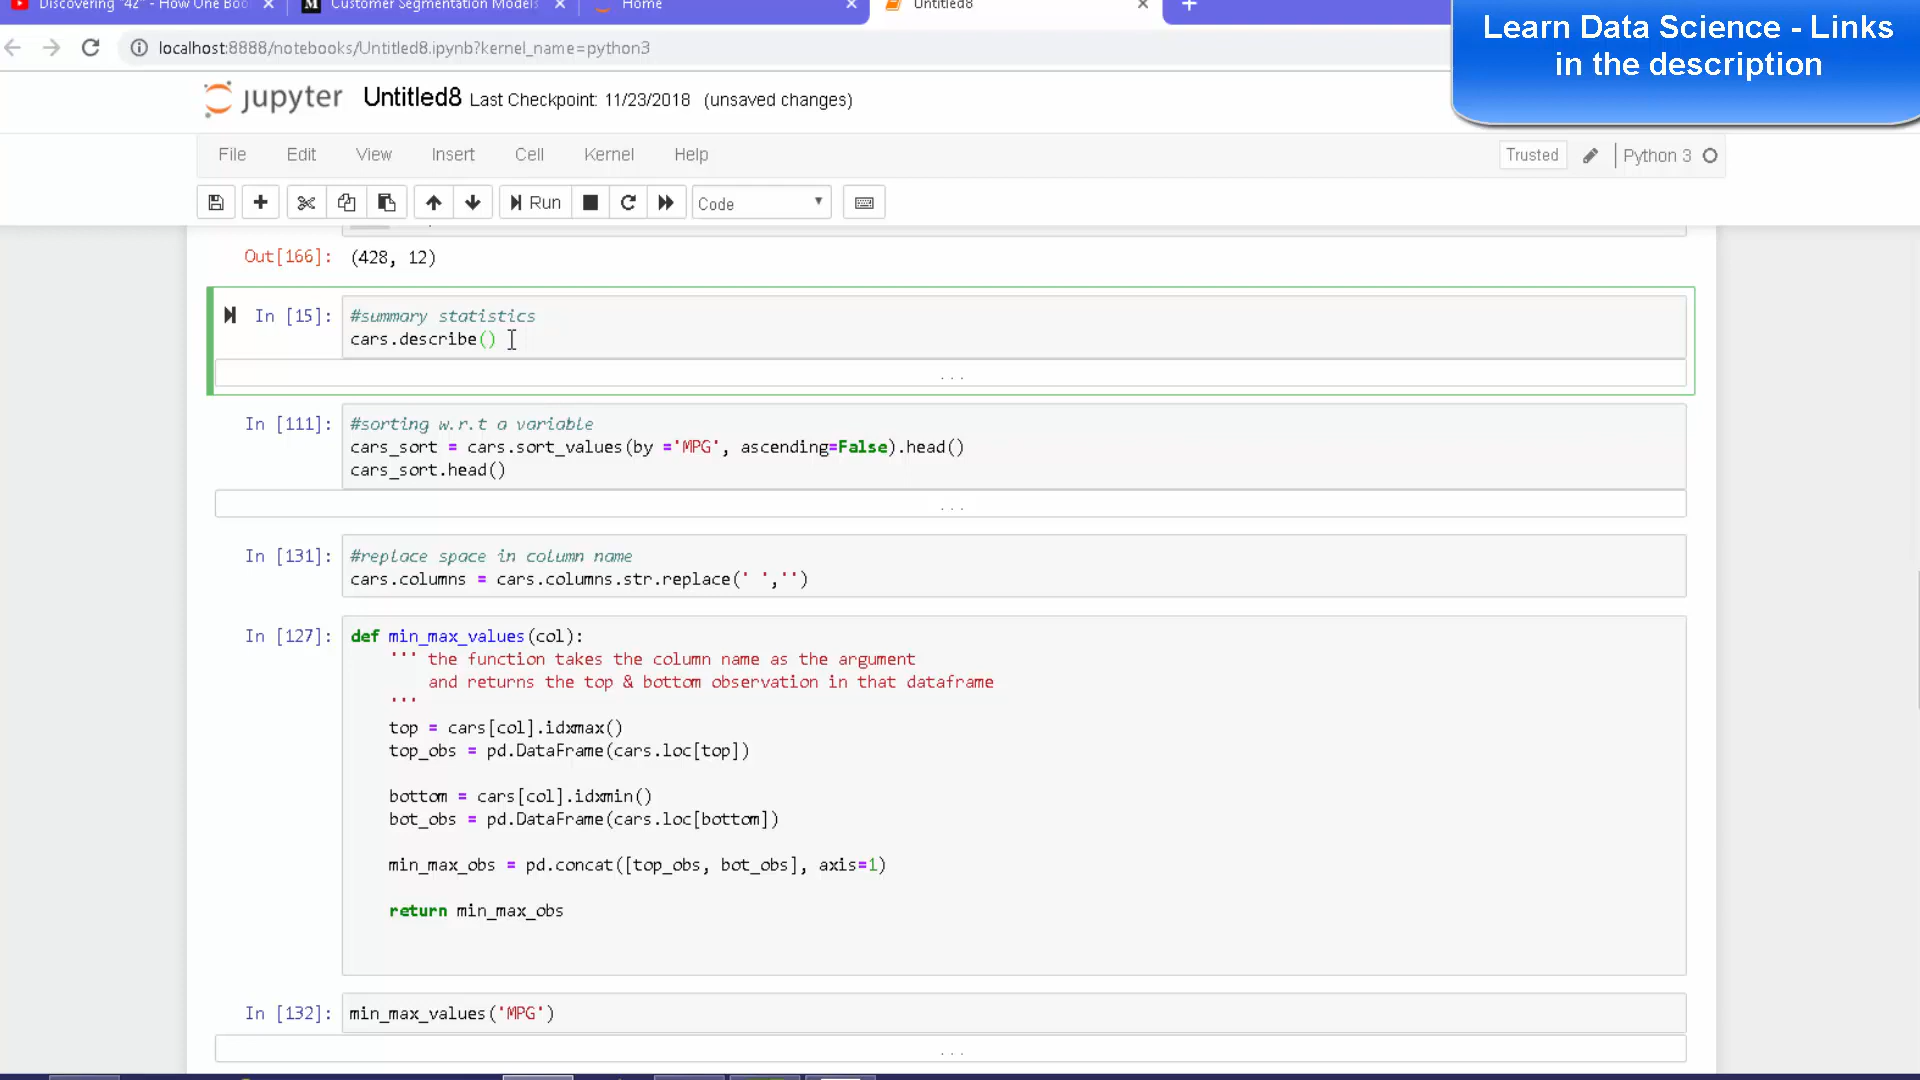 Discovering "42" - How One Boo
Customer Segmentation Models
Home
Untitled8
Learn Data Science - Links
in the description
localhost:8888/notebooks/Untitled8.ipynb?kernel_name=python3
jupyter Untitled8 Last Checkpoint: 11/23/2018 (unsaved changes)
File Edit View Insert Cell Kernel Help
Trusted Python 3
Run Code
Out[166]: (428, 12)
In [15]: #summary statistics
cars.describe()
...
In [111]: #sorting w.r.t a variable
cars_sort = cars.sort_values(by ='MPG', ascending=False).head()
cars_sort.head()
...
In [131]: #replace space in column name
cars.columns = cars.columns.str.replace(' ','')
In [127]: def min_max_values(col):
''' the function takes the column name as the argument
and returns the top & bottom observation in that dataframe
'''
top = cars[col].idxmax()
top_obs = pd.DataFrame(cars.loc[top])
bottom = cars[col].idxmin()
bot_obs = pd.DataFrame(cars.loc[bottom])
min_max_obs = pd.concat([top_obs, bot_obs], axis=1)
return min_max_obs
In [132]: min_max_values('MPG')
...